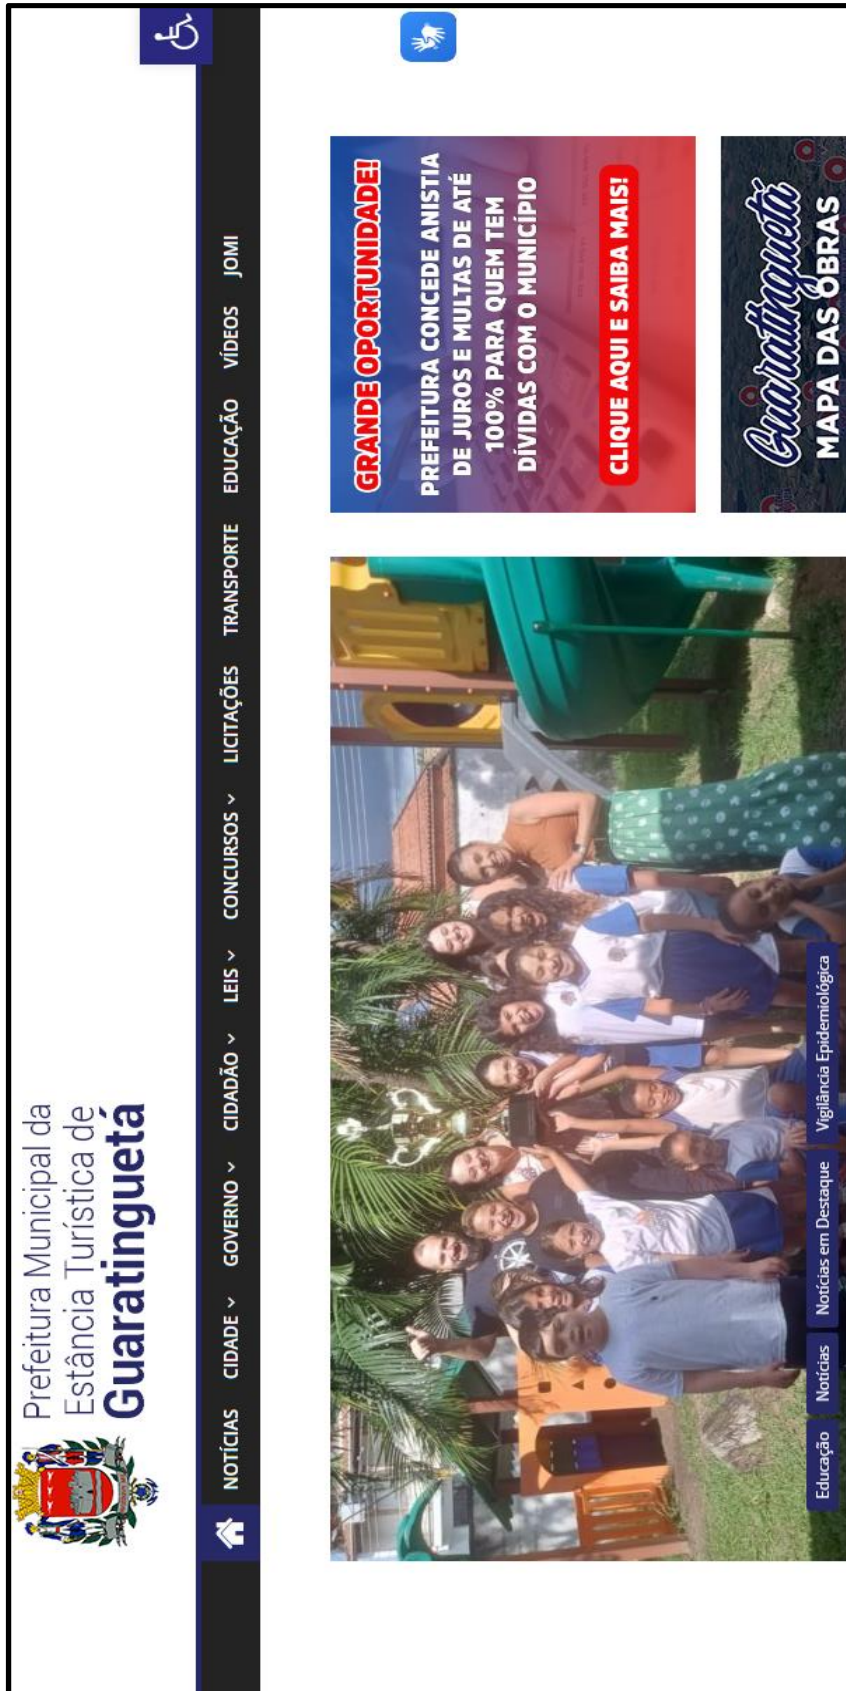 Prefeitura Municipal da
Estância Turística de
Guaratinguetá
NOTÍCIAS CIDADE GOVERNO CIDADÃO LEIS CONCURSOS LICITAÇÕES TRANSPORTE EDUCAÇÃO VÍDEOS JOMI
GRANDE OPORTUNIDADE!
PREFEITURA CONCEDE ANISTIA
DE JUROS E MULTAS DE ATÉ
100% PARA QUEM TEM
DÍVIDAS COM O MUNICÍPIO
CLIQUE AQUI E SAIBA MAIS!
Guaratinguetá
MAPA DAS OBRAS
Educação Notícias Notícias em Destaque Vigilância Epidemiológica